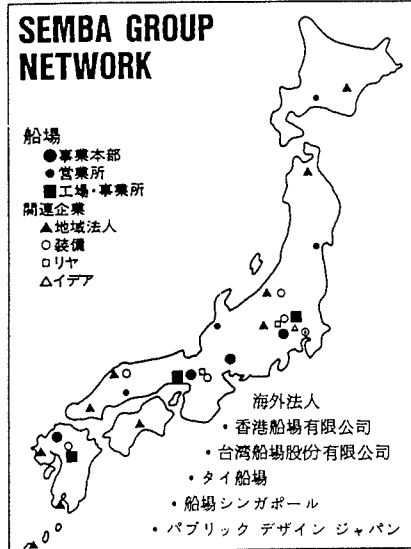 SEMBA GROUP
NETWORK
船場
●事業本部
●営業所
■工場・事業所
関連企業
▲地域法人
○装備
□リヤ
△イデア
海外法人
・香港船場有限公司
・台湾船場股份有限公司
・タイ船場
・船場シンガポール
・パブリック デザイン ジャパン